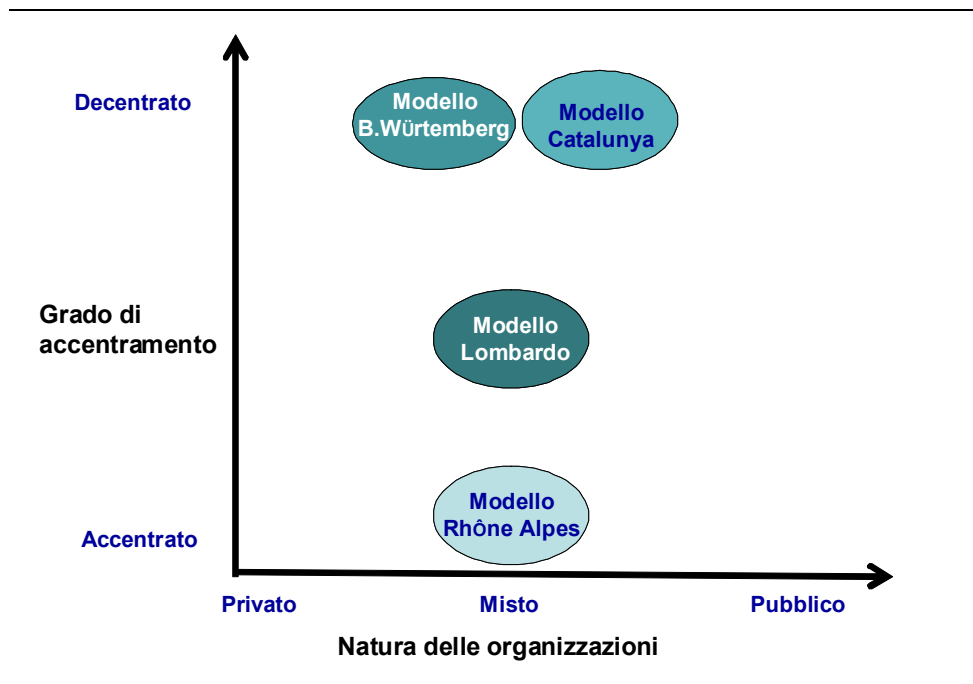 Decentrato
Modello
B.Würtemberg
Modello
Catalunya
Grado di
accentramento
Modello
Lombardo
Modello
Rhône Alpes
Accentrato
Privato
Misto
Pubblico
Natura delle organizzazioni